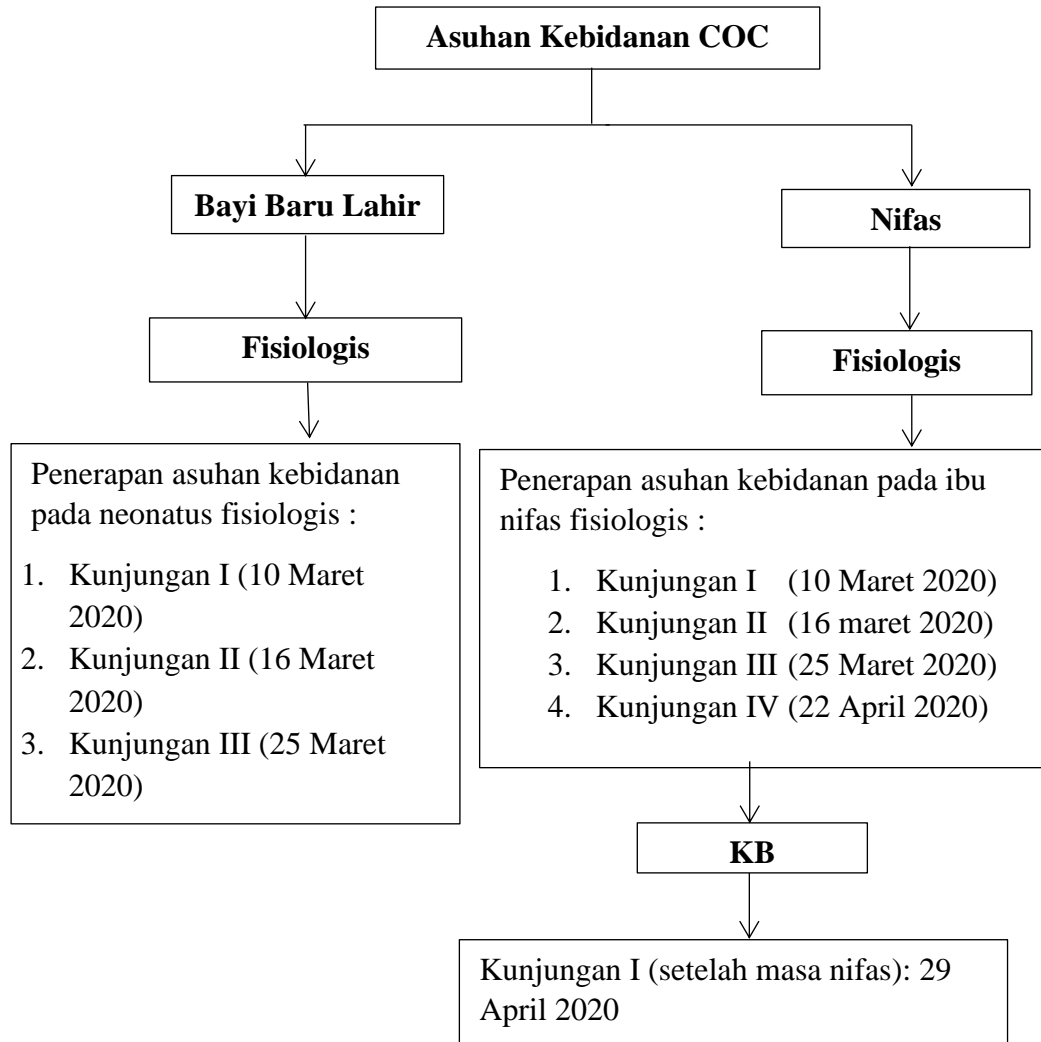 Asuhan Kebidanan COC
Bayi Baru Lahir
Nifas
Fisiologis
Fisiologis
Penerapan asuhan kebidanan
pada neonatus fisiologis :
1. Kunjungan I (10 Maret
2020)
2. Kunjungan II (16 Maret
2020)
3. Kunjungan III (25 Maret
2020)
Penerapan asuhan kebidanan pada ibu
nifas fisiologis :
1. Kunjungan I (10 Maret 2020)
2. Kunjungan II (16 maret 2020)
3. Kunjungan III (25 Maret 2020)
4. Kunjungan IV (22 April 2020)
KB
Kunjungan I (setelah masa nifas): 29
April 2020